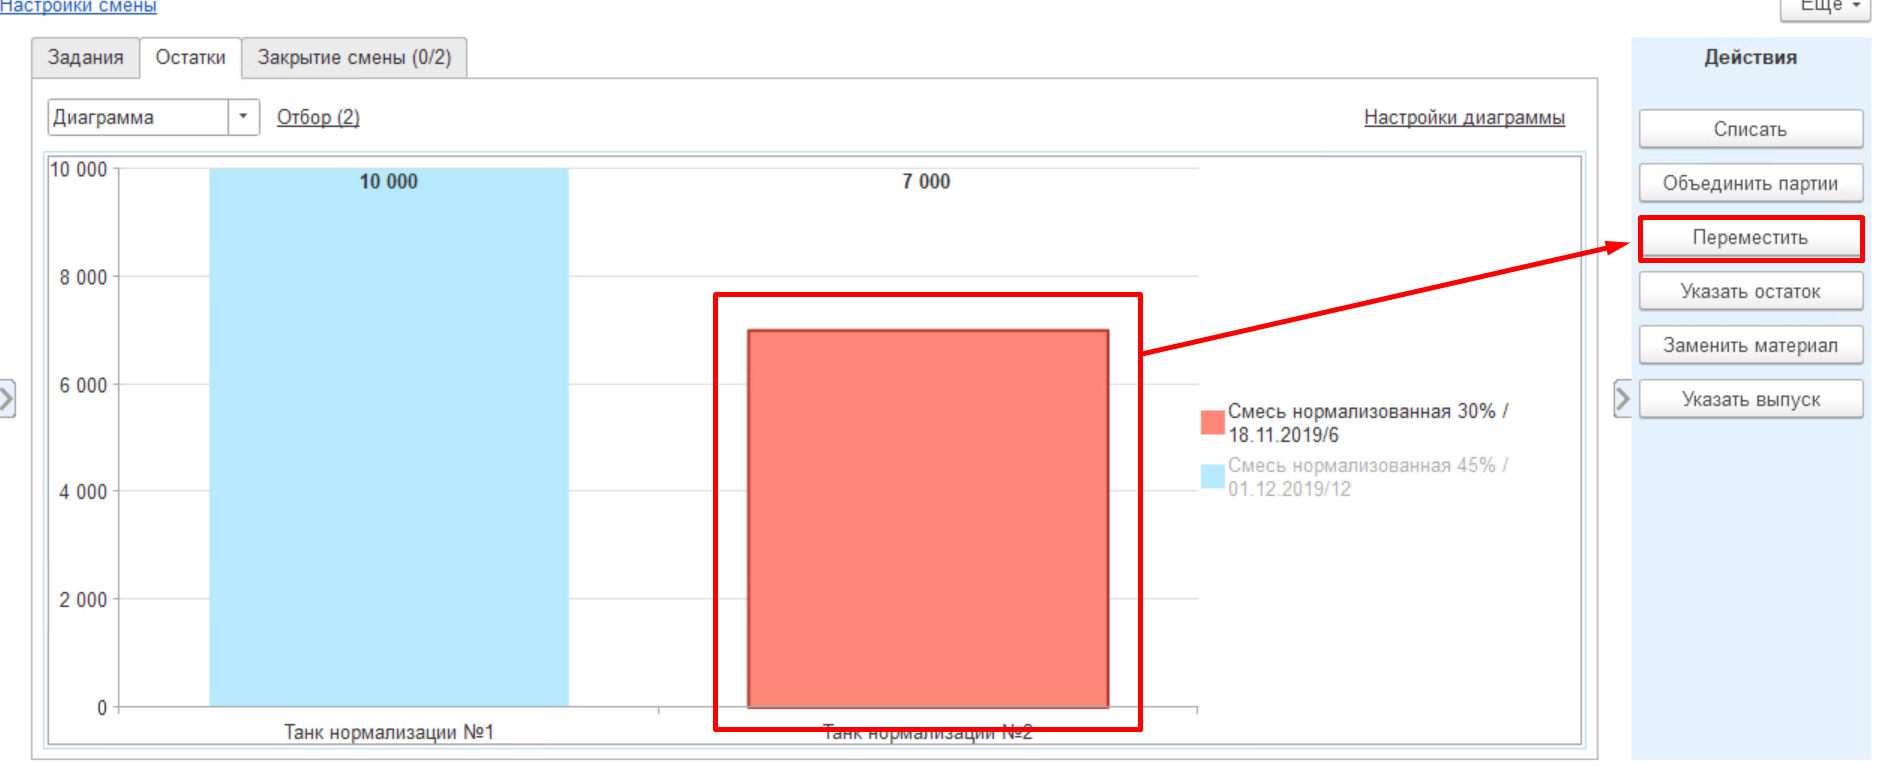 Настройки смены
Еще
Задания Остатки Закрытие смены (0/2)
Действия
Диаграмма Отбор (2) Настройки диаграммы
Списать
Объединить партии
Переместить
Указать остаток
Заменить материал
Указать выпуск
10 000
8 000
6 000
4 000
2 000
0
10 000
7 000
Смесь нормализованная 30% /
18.11.2019/6
Смесь нормализованная 45% /
01.12.2019/12
Танк нормализации №1
Танк нормализации №2